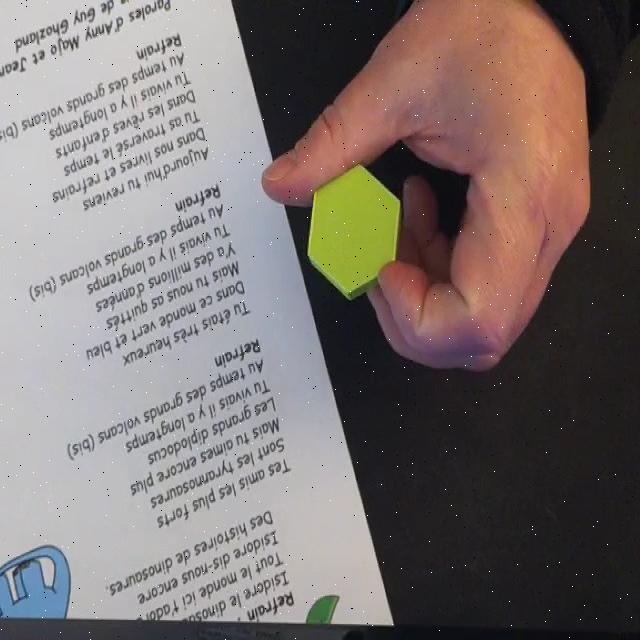 Refrain
Isidore le dinosau
Tout le monde ici t'ador
Isidore dis-nous encore
Des histoires de dinosaures.
Tes amis les plus forts
Sont les tyrannosaures
Mais tu aimes encore plus
Les grands diplodocus
Tu vivais il y a longtemps
Au temps des grands volcans (bis)
Refrain
Tu étais très heureux
Dans ce monde vert et bleu
Mais tu nous as quittés
Y'a des millions d'années
Tu vivais il y a longtemps
Au temps des grands volcans (bis)
Refrain
Aujourd'hui tu reviens
Dans nos livres et refrains
Tu as traversé le temps
Dans les rêves d'enfants
Tu vivais il y a longtemps
Au temps des grands volcans (bis
Refrain
Paroles d'Anny Majo et Jean
de Guy Ghozland